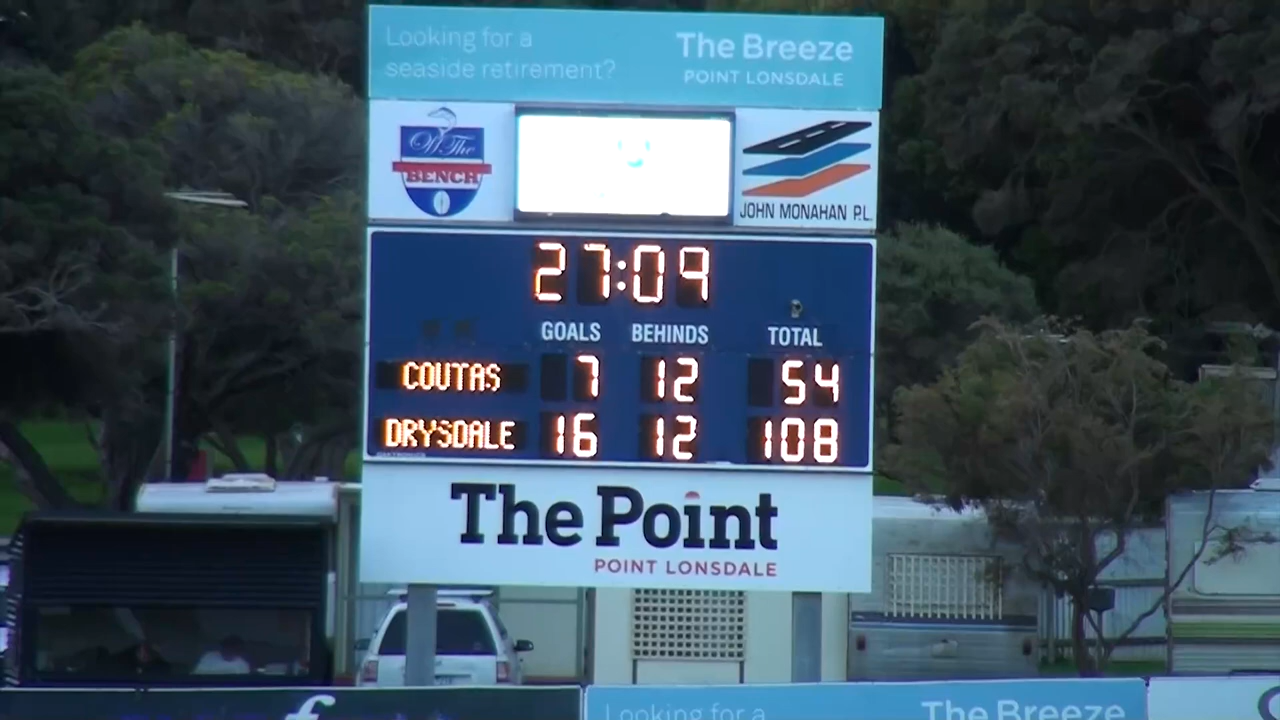 Looking for a
seaside retirement?
The Breeze
POINT LONSDALE
Off The
BENCH
JOHN MONAHAN P.L.
27:09
GOALS BEHINDS TOTAL
COUTAS 7 12 54
DRYSDALE 16 12 108
The Point
POINT LONSDALE
f
Looking for a
The Breeze